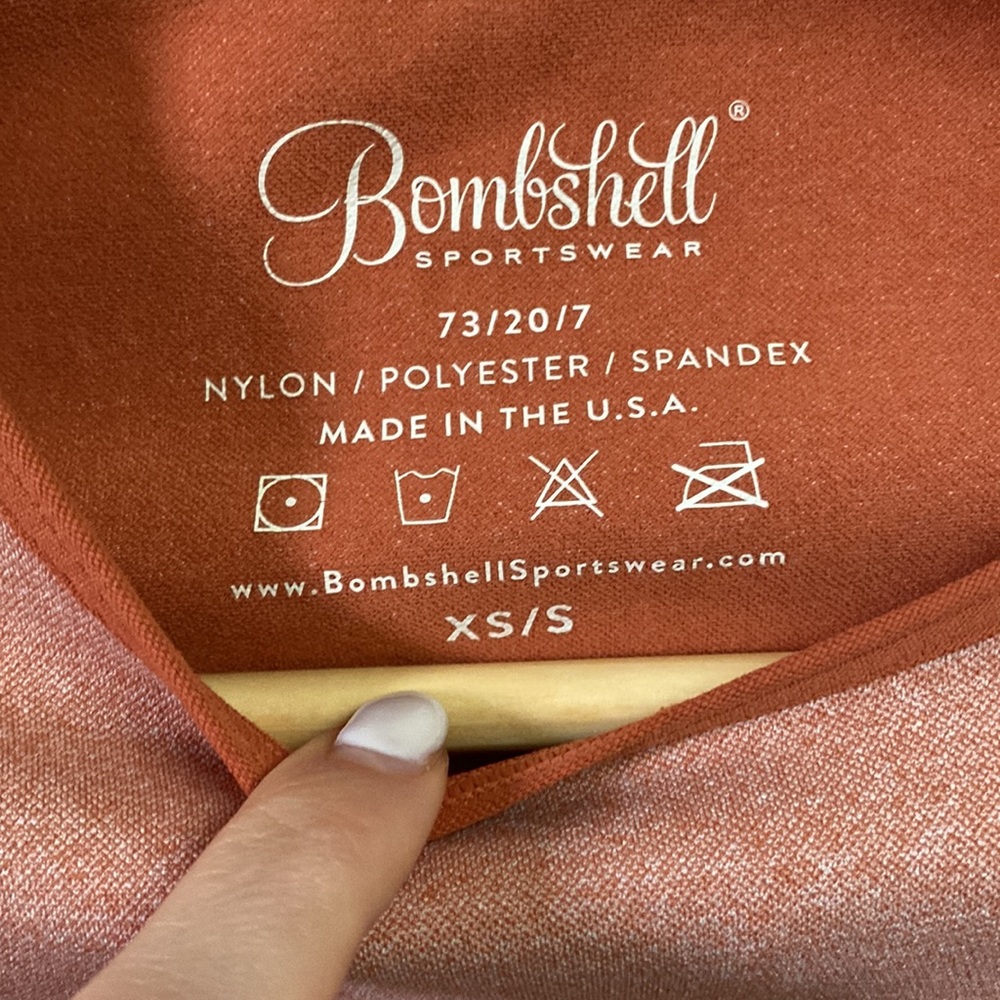 Bombshell®
SPORTSWEAR
73/20/7
NYLON / POLYESTER / SPANDEX
MADE IN THE U.S.A.
www.BombshellSportswear.com
XS/S